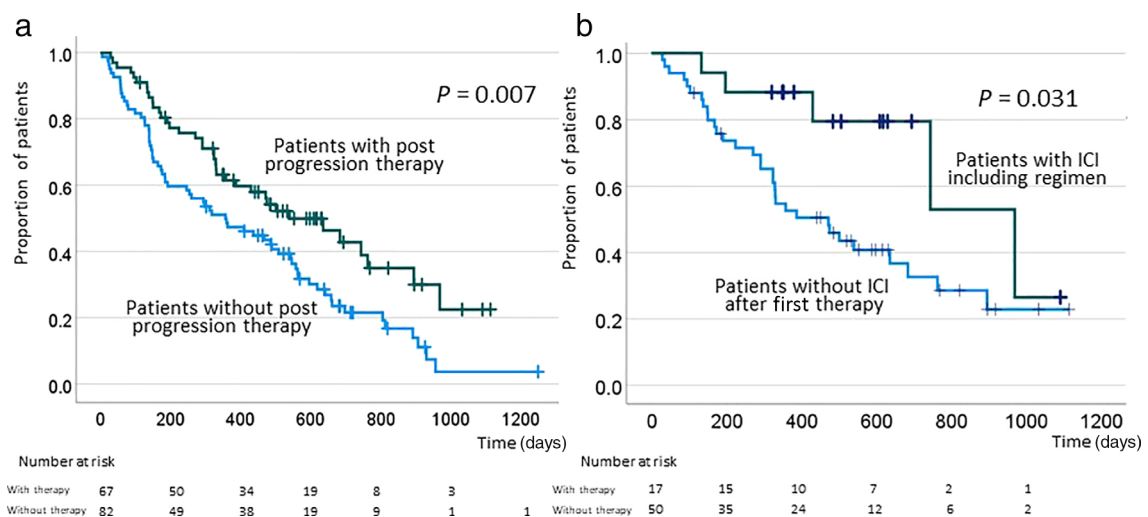 a
1.0
0.8
0.6
0.4
0.2
0.0
Proportion of patients
P = 0.007
Patients with post
progression therapy
Patients without post
progression therapy
0 200 400 600 800 1000 1200
Time (days)
Number at risk
With therapy 67 50 34 19 8 3
Without therapy 82 49 38 19 9 1 1
b
1.0
0.8
0.6
0.4
0.2
0.0
Proportion of patients
P = 0.031
Patients with ICI
including regimen
Patients without ICI
after first therapy
0 200 400 600 800 1000 1200
Time (days)
Number at risk
With therapy 17 15 10 7 2 1
Without therapy 50 35 24 12 6 2